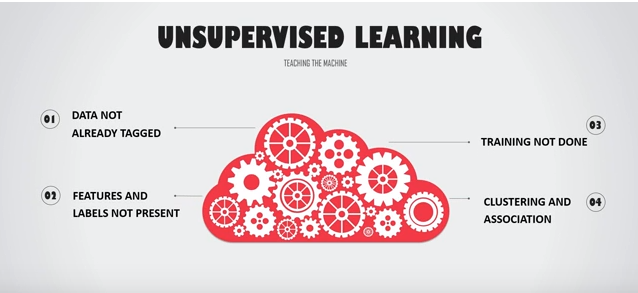 UNSUPERVISED LEARNING
TEACHING THE MACHINE
01
DATA NOT
ALREADY TAGGED
02
FEATURES AND
LABELS NOT PRESENT
03
TRAINING NOT DONE
04
CLUSTERING AND
ASSOCIATION